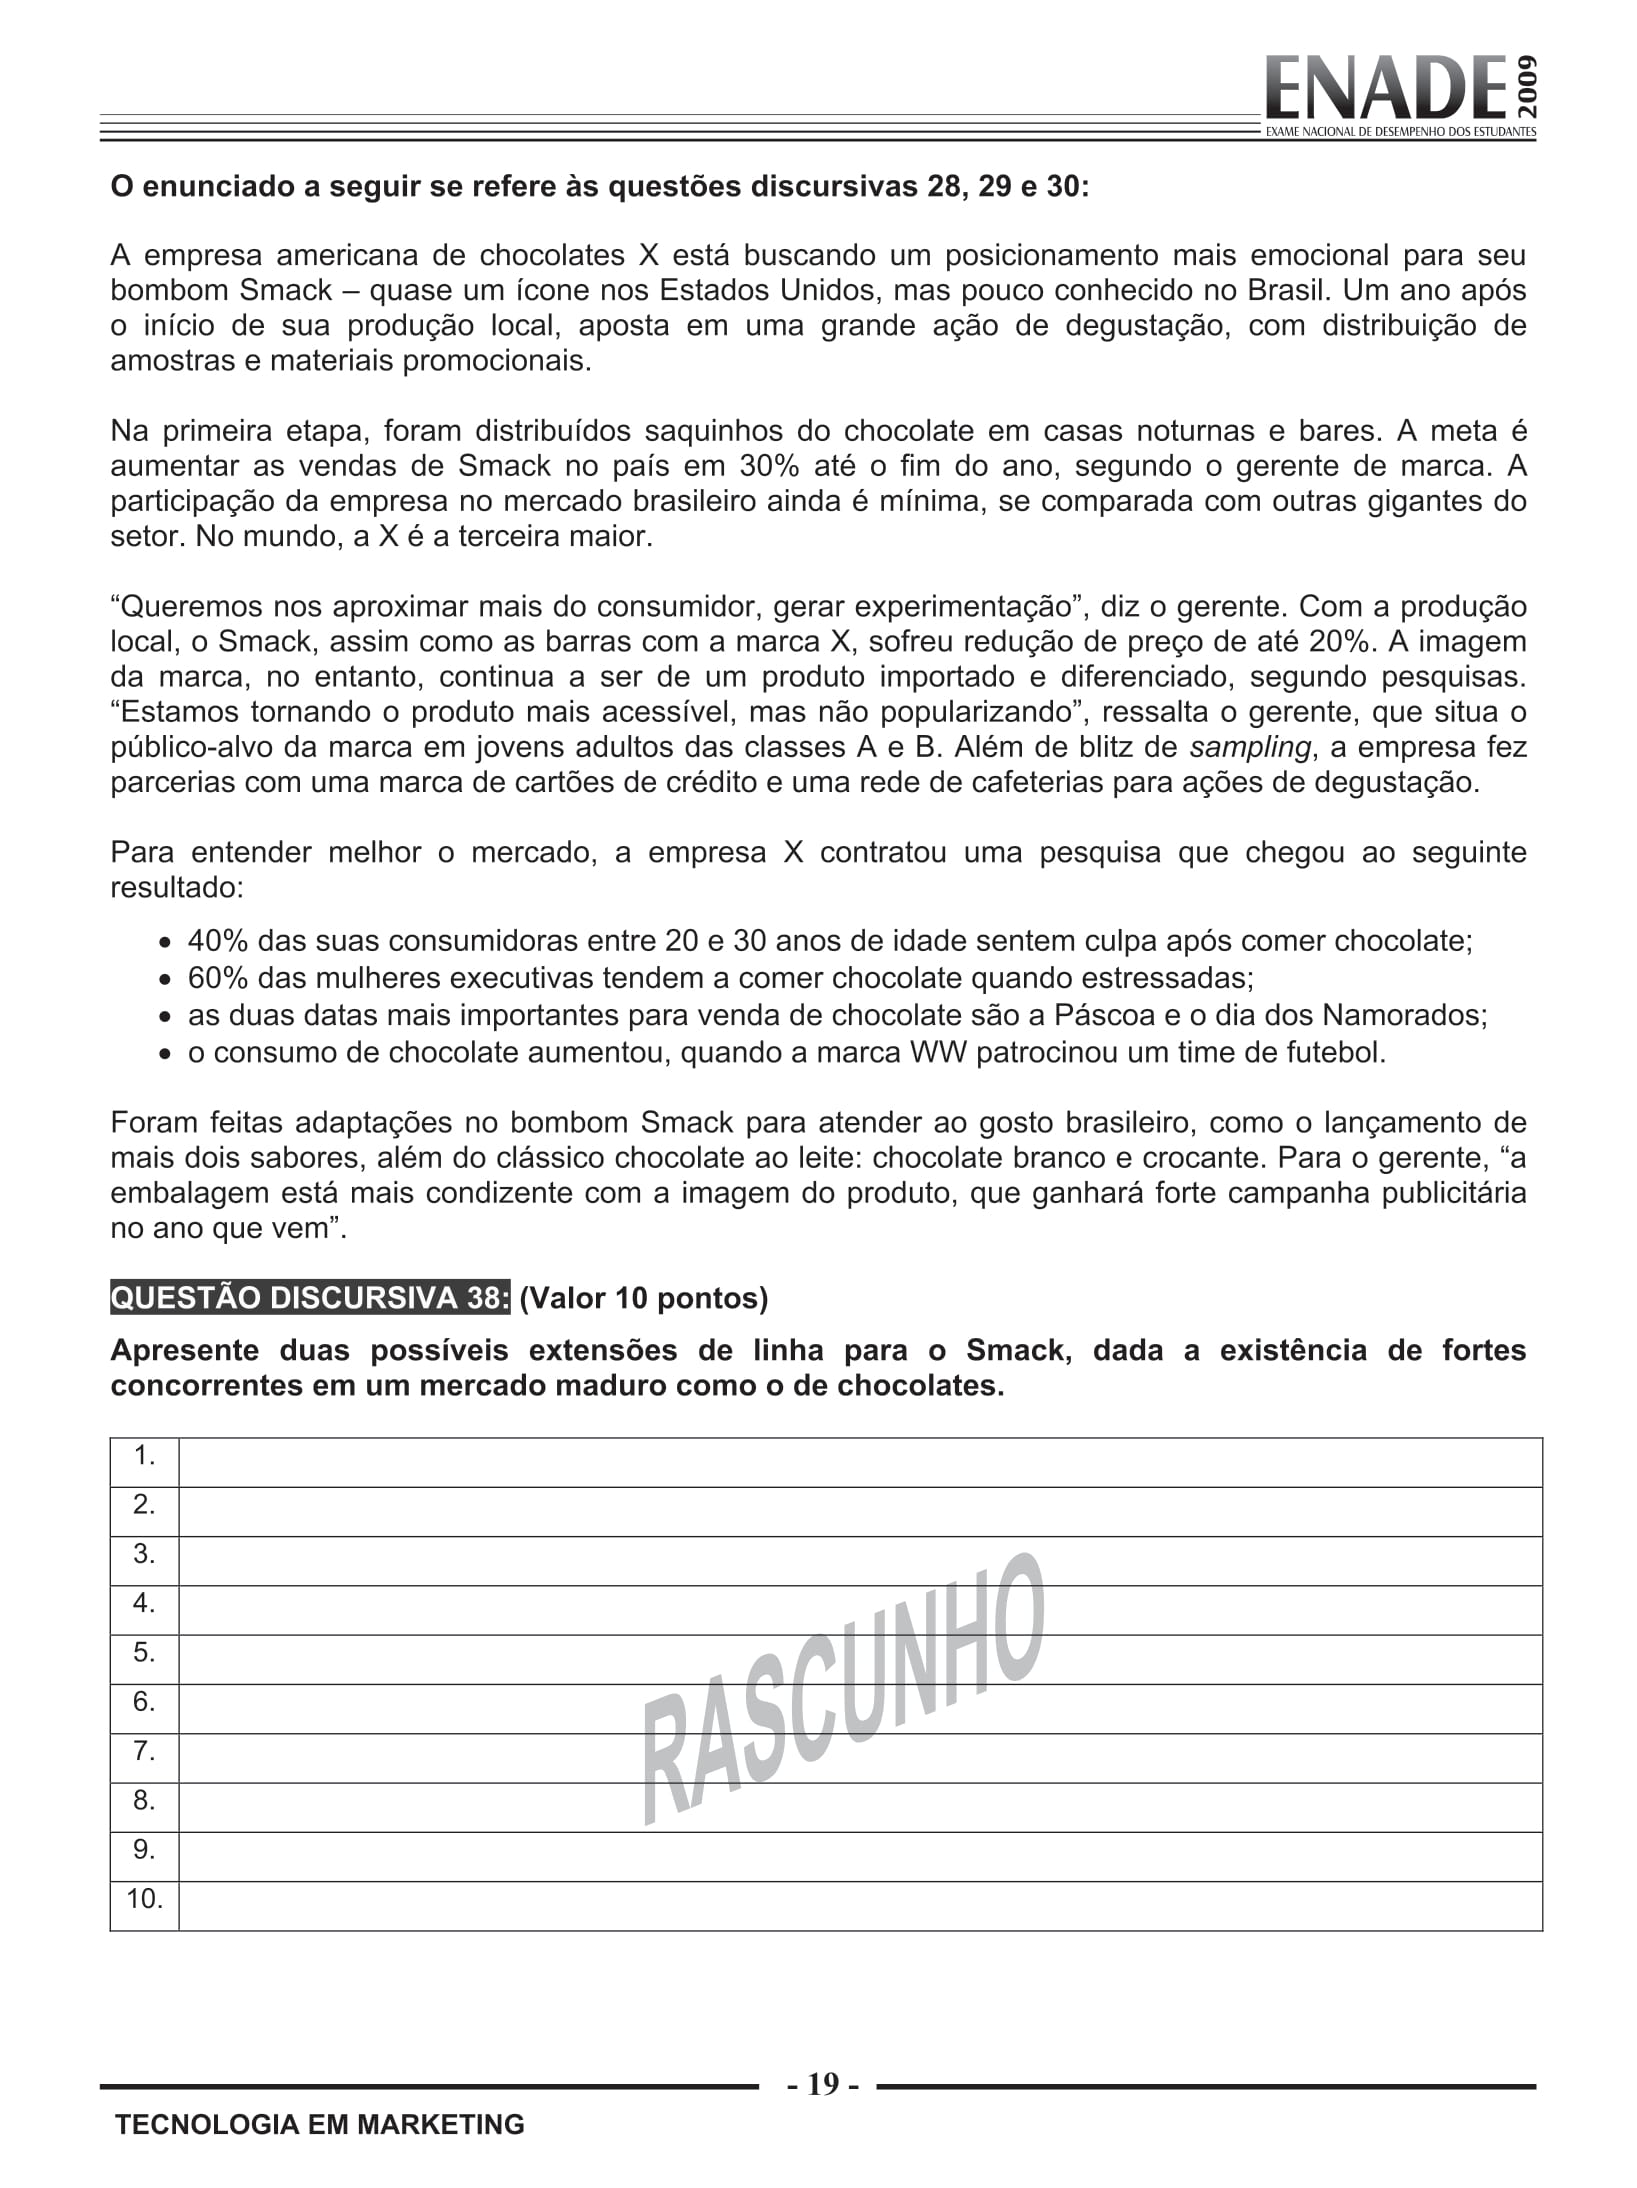 ENADE 2009
EXAME NACIONAL DE DESEMPENHO DOS ESTUDANTES
O enunciado a seguir se refere às questões discursivas 28, 29 e 30:
A empresa americana de chocolates X está buscando um posicionamento mais emocional para seu
bombom Smack – quase um ícone nos Estados Unidos, mas pouco conhecido no Brasil. Um ano após
o início de sua produção local, aposta em uma grande ação de degustação, com distribuição de
amostras e materiais promocionais.
Na primeira etapa, foram distribuídos saquinhos do chocolate em casas noturnas e bares. A meta é
aumentar as vendas de Smack no país em 30% até o fim do ano, segundo o gerente de marca. A
participação da empresa no mercado brasileiro ainda é mínima, se comparada com outras gigantes do
setor. No mundo, a X é a terceira maior.
“Queremos nos aproximar mais do consumidor, gerar experimentação”, diz o gerente. Com a produção
local, o Smack, assim como as barras com a marca X, sofreu redução de preço de até 20%. A imagem
da marca, no entanto, continua a ser de um produto importado e diferenciado, segundo pesquisas.
“Estamos tornando o produto mais acessível, mas não popularizando”, ressalta o gerente, que situa o
público-alvo da marca em jovens adultos das classes A e B. Além de blitz de sampling, a empresa fez
parcerias com uma marca de cartões de crédito e uma rede de cafeterias para ações de degustação.
Para entender melhor o mercado, a empresa X contratou uma pesquisa que chegou ao seguinte
resultado:
• 40% das suas consumidoras entre 20 e 30 anos de idade sentem culpa após comer chocolate;
• 60% das mulheres executivas tendem a comer chocolate quando estressadas;
• as duas datas mais importantes para venda de chocolate são a Páscoa e o dia dos Namorados;
• o consumo de chocolate aumentou, quando a marca WW patrocinou um time de futebol.
Foram feitas adaptações no bombom Smack para atender ao gosto brasileiro, como o lançamento de
mais dois sabores, além do clássico chocolate ao leite: chocolate branco e crocante. Para o gerente, “a
embalagem está mais condizente com a imagem do produto, que ganhará forte campanha publicitária
no ano que vem”.
QUESTÃO DISCURSIVA 38: (Valor 10 pontos)
Apresente duas possíveis extensões de linha para o Smack, dada a existência de fortes
concorrentes em um mercado maduro como o de chocolates.
1.
2.
3.
4.
5.
6.
7.
8.
9.
10.
RASCUNHO
- 19 -
TECNOLOGIA EM MARKETING